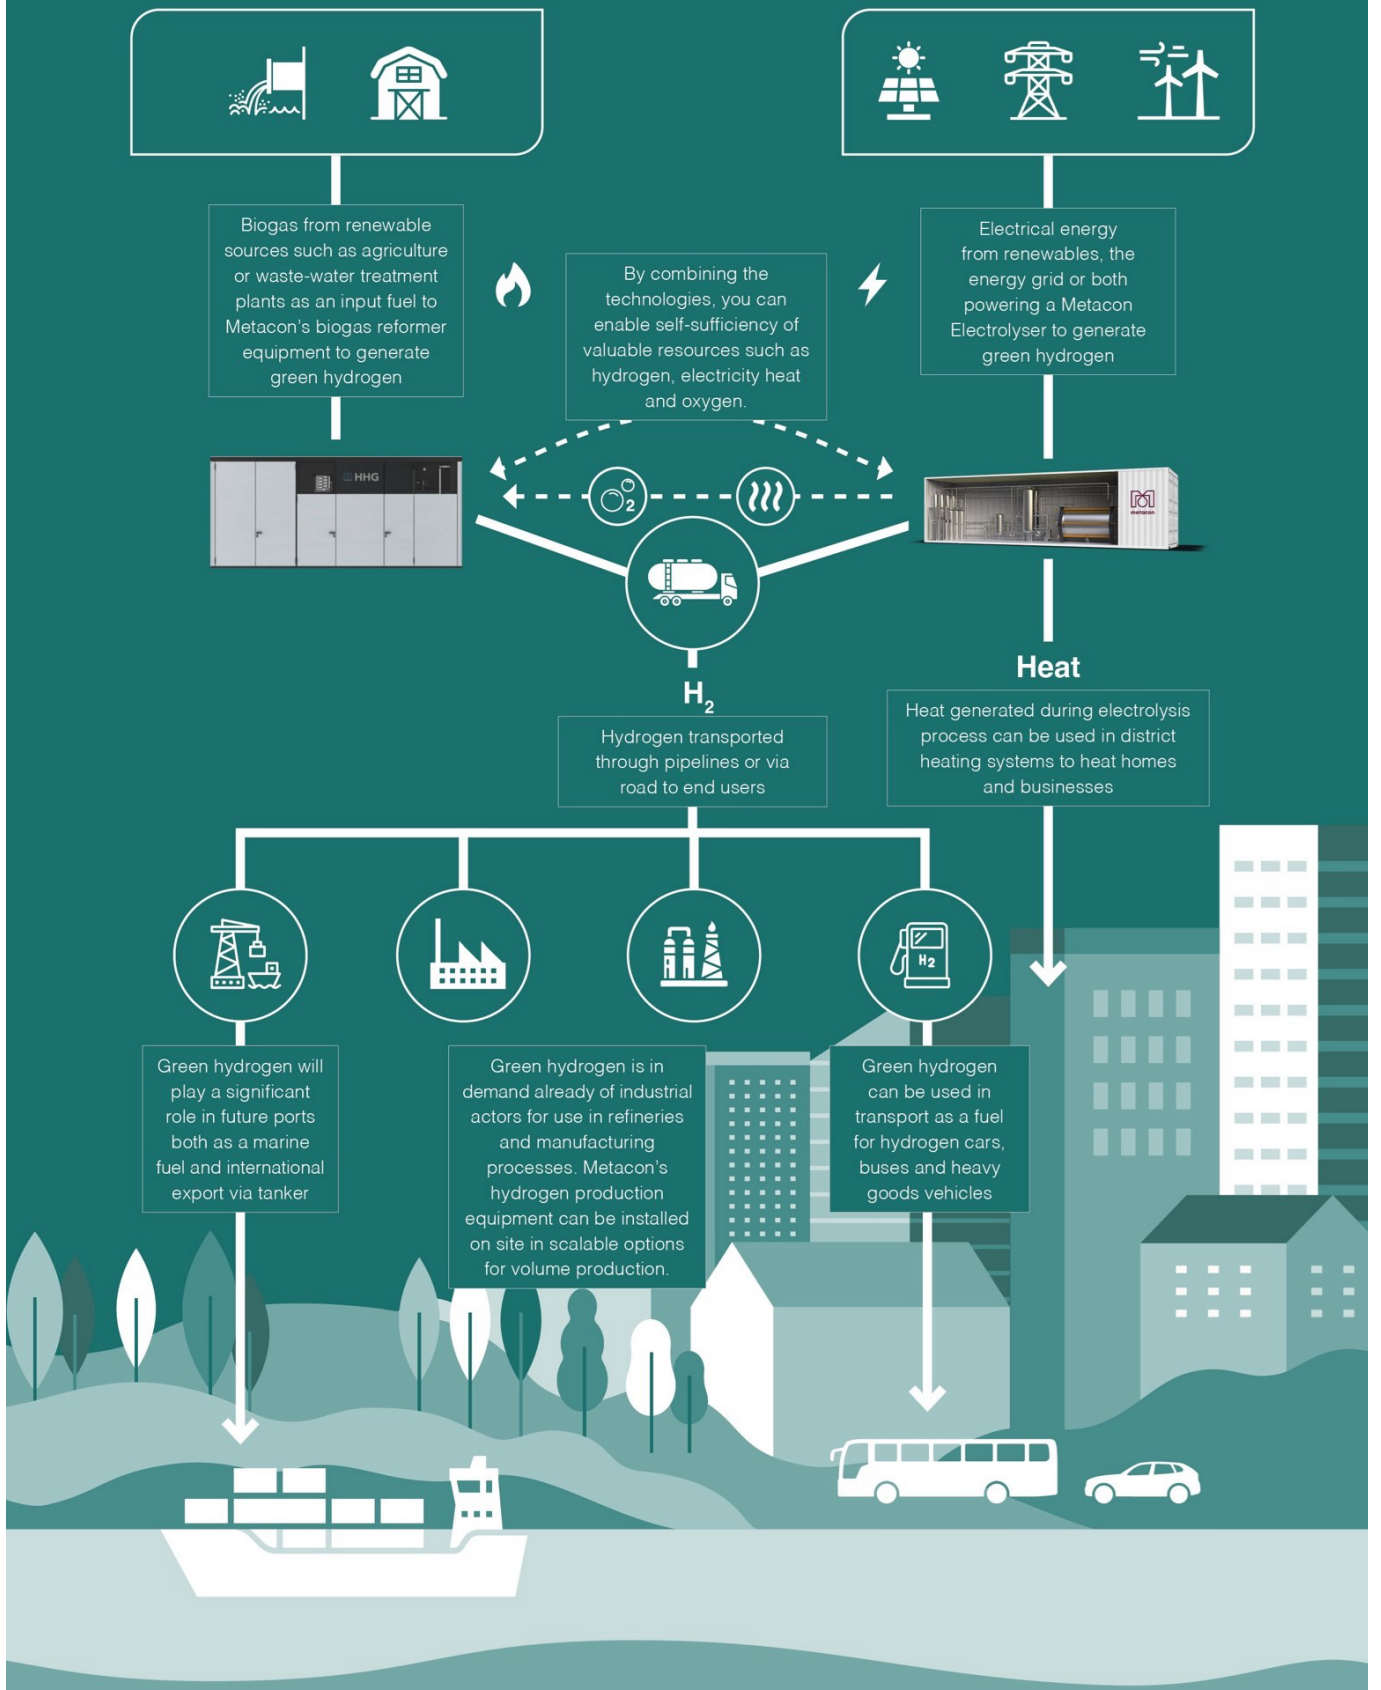 Biogas from renewable
sources such as agriculture
or waste-water treatment
plants as an input fuel to
Metacon's biogas reformer
equipment to generate
green hydrogen
By combining the
technologies, you can
enable self-sufficiency of
valuable resources such as
hydrogen, electricity heat
and oxygen.
Electrical energy
from renewables, the
energy grid or both
powering a Metacon
Electrolyser to generate
green hydrogen
HHG
2
metacon
H2
Hydrogen transported
through pipelines or via
road to end users
Heat
Heat generated during electrolysis
process can be used in district
heating systems to heat homes
and businesses
H2
Green hydrogen will
play a significant
role in future ports
both as a marine
fuel and international
export via tanker
Green hydrogen is in
demand already of industrial
actors for use in refineries
and manufacturing
processes. Metacon's
hydrogen production
equipment can be installed
on site in scalable options
for volume production.
Green hydrogen
can be used in
transport as a fuel
for hydrogen cars,
buses and heavy
goods vehicles